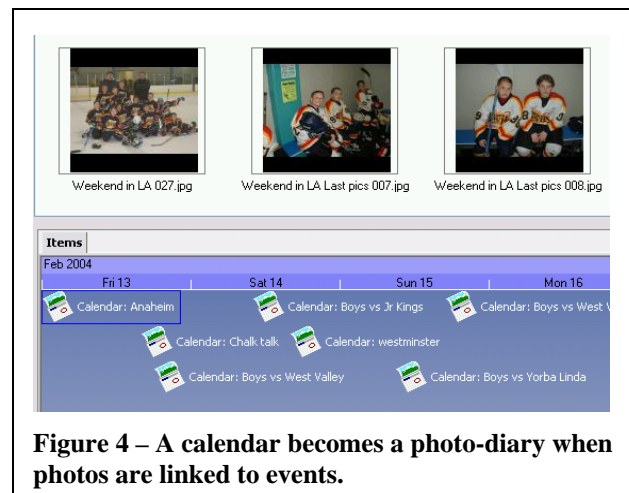 Weekend in LA 027.jpg Weekend in LA Last pics 007.jpg Weekend in LA Last pics 008.jpg
Items
Feb 2004
Fri 13 Sat 14 Sun 15 Mon 16
Calendar: Anaheim Calendar: Boys vs Jr Kings Calendar: Boys vs West
Calendar: Chalk talk Calendar: westminster
Calendar: Boys vs West Valley Calendar: Boys vs Yorba Linda
Figure 4 – A calendar becomes a photo-diary when
photos are linked to events.